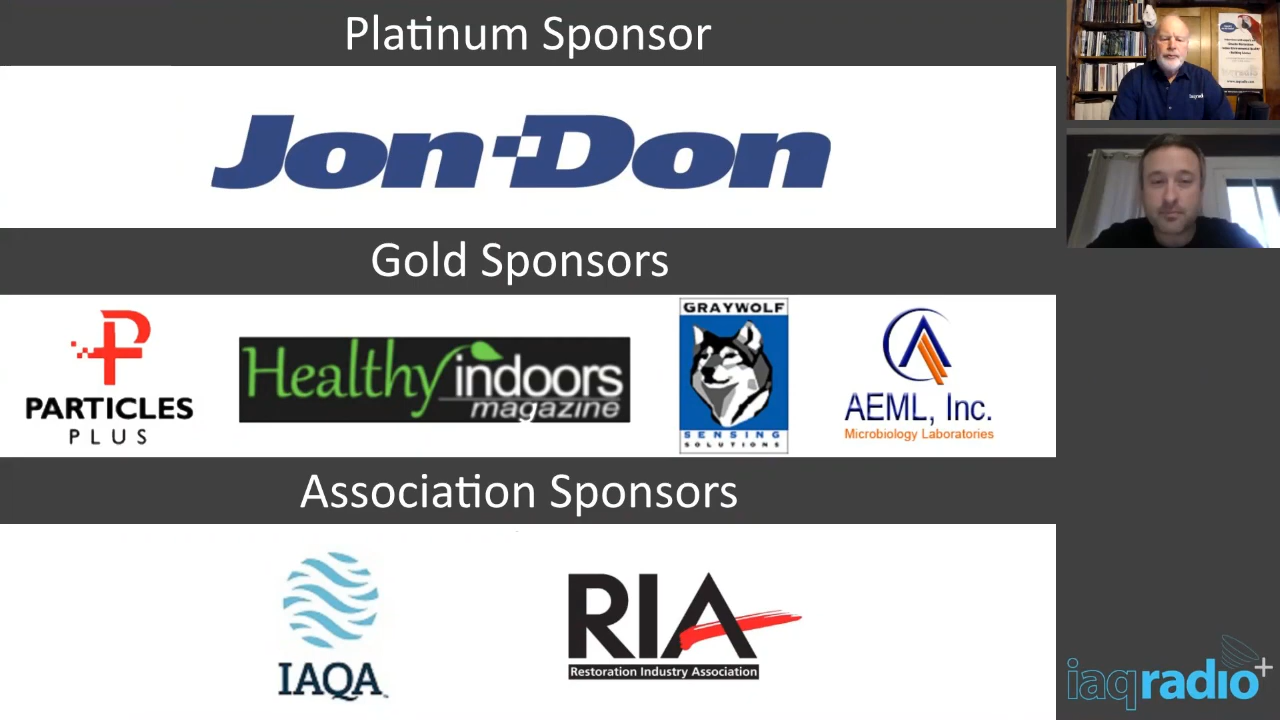 Platinum Sponsor
Jon-Don
Gold Sponsors
PARTICLES
PLUS
Healthy indoors
magazine
GRAYWOLF
SENSING
SOLUTIONS
AEML, Inc.
Microbiology Laboratories
Association Sponsors
IAQA
RIA
Restoration Industry Association
iaqradio+